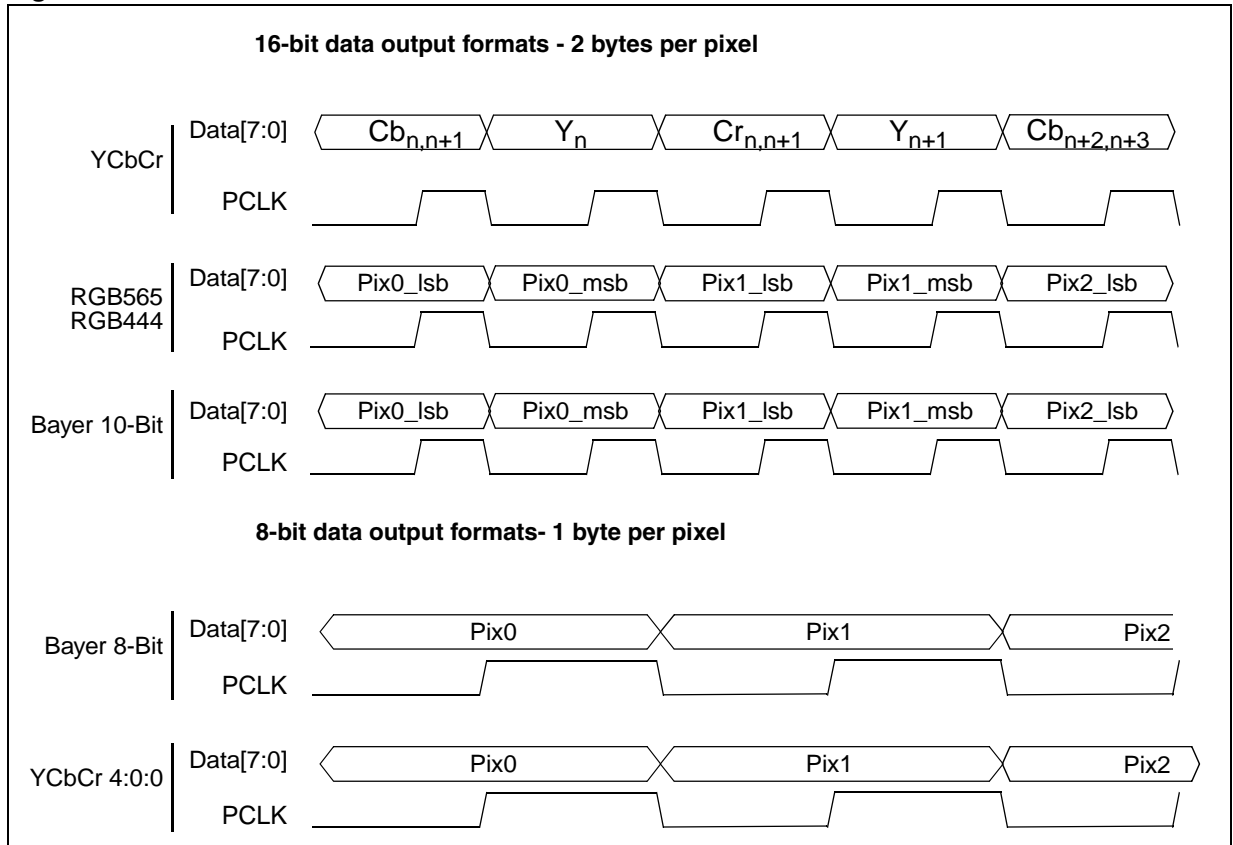 16-bit data output formats - 2 bytes per pixel
YCbCr
Data[7:0] Cbn,n+1 Yn Crn,n+1 Yn+1 Cbn+2,n+3
PCLK
RGB565
RGB444
Data[7:0] Pix0_lsb Pix0_msb Pix1_lsb Pix1_msb Pix2_lsb
PCLK
Bayer 10-Bit
Data[7:0] Pix0_lsb Pix0_msb Pix1_lsb Pix1_msb Pix2_lsb
PCLK
8-bit data output formats- 1 byte per pixel
Bayer 8-Bit
Data[7:0] Pix0 Pix1 Pix2
PCLK
YCbCr 4:0:0
Data[7:0] Pix0 Pix1 Pix2
PCLK